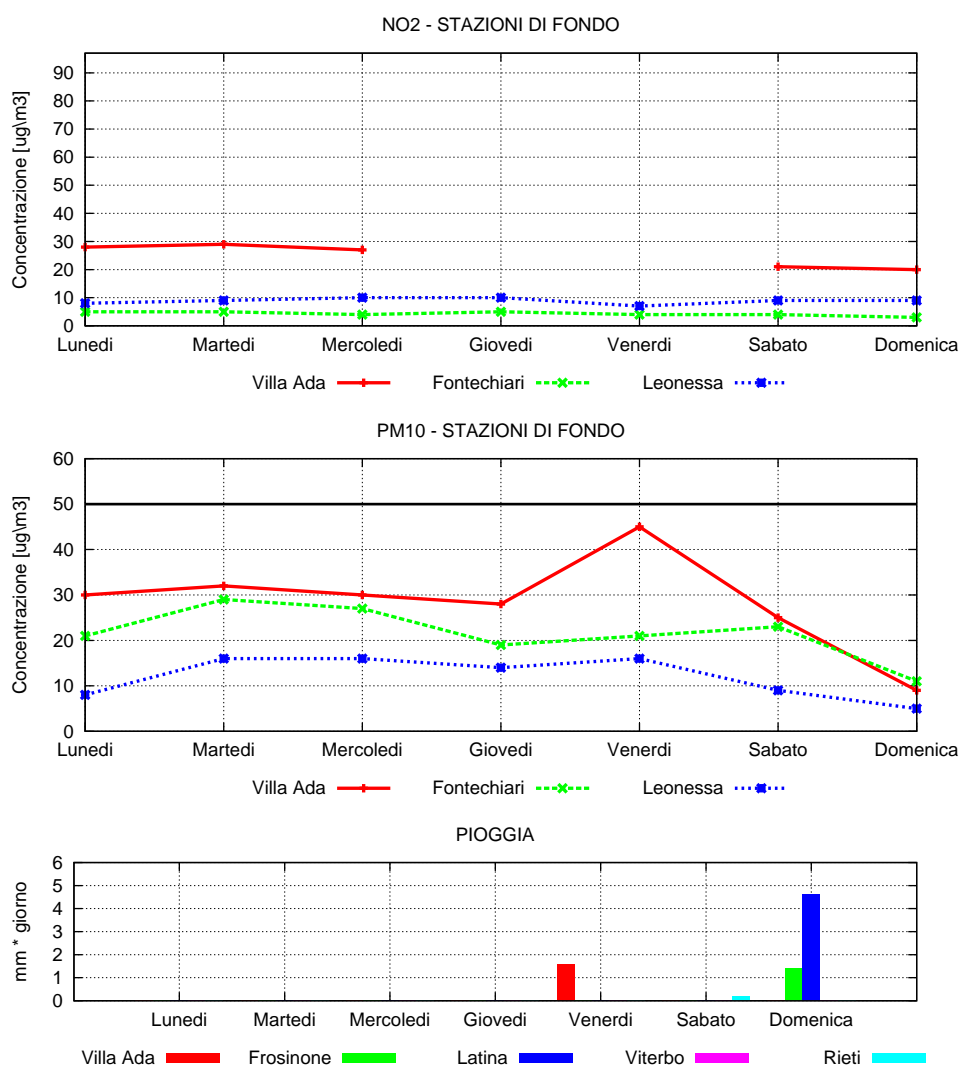 NO2 - STAZIONI DI FONDO
Concentrazione [ug\m3]
90
80
70
60
50
40
30
20
10
0
Lunedi Martedi Mercoledi Giovedi Venerdi Sabato Domenica
Villa Ada Fontechiari Leonessa
PM10 - STAZIONI DI FONDO
Concentrazione [ug\m3]
60
50
40
30
20
10
0
Lunedi Martedi Mercoledi Giovedi Venerdi Sabato Domenica
Villa Ada Fontechiari Leonessa
PIOGGIA
mm * giorno
6
5
4
3
2
1
0
Lunedi Martedi Mercoledi Giovedi Venerdi Sabato Domenica
Villa Ada Frosinone Latina Viterbo Rieti